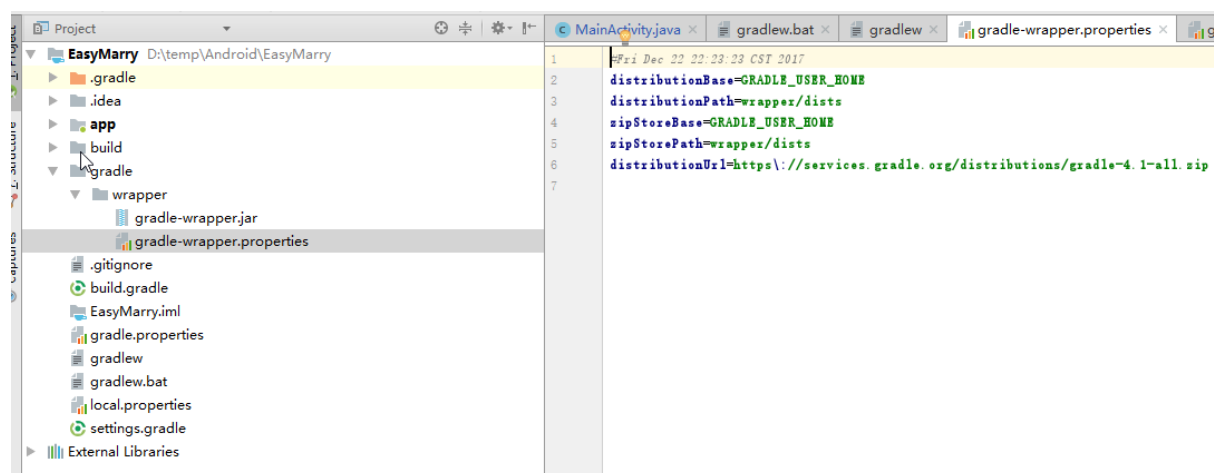 Project
MainActivity.java
gradlew.bat
gradlew
gradle-wrapper.properties
EasyMarry D:\temp\Android\EasyMarry
.gradle
.idea
app
build
gradle
wrapper
gradle-wrapper.jar
gradle-wrapper.properties
.gitignore
build.gradle
EasyMarry.iml
gradle.properties
gradlew
gradlew.bat
local.properties
settings.gradle
External Libraries
Captures
1 #Fri Dec 22 22:23:23 CST 2017
2 distributionBase=GRADLE_USER_HOME
3 distributionPath=wrapper/dists
4 zipStoreBase=GRADLE_USER_HOME
5 zipStorePath=wrapper/dists
6 distributionUrl=https\://services.gradle.org/distributions/gradle-4.1-all.zip
7